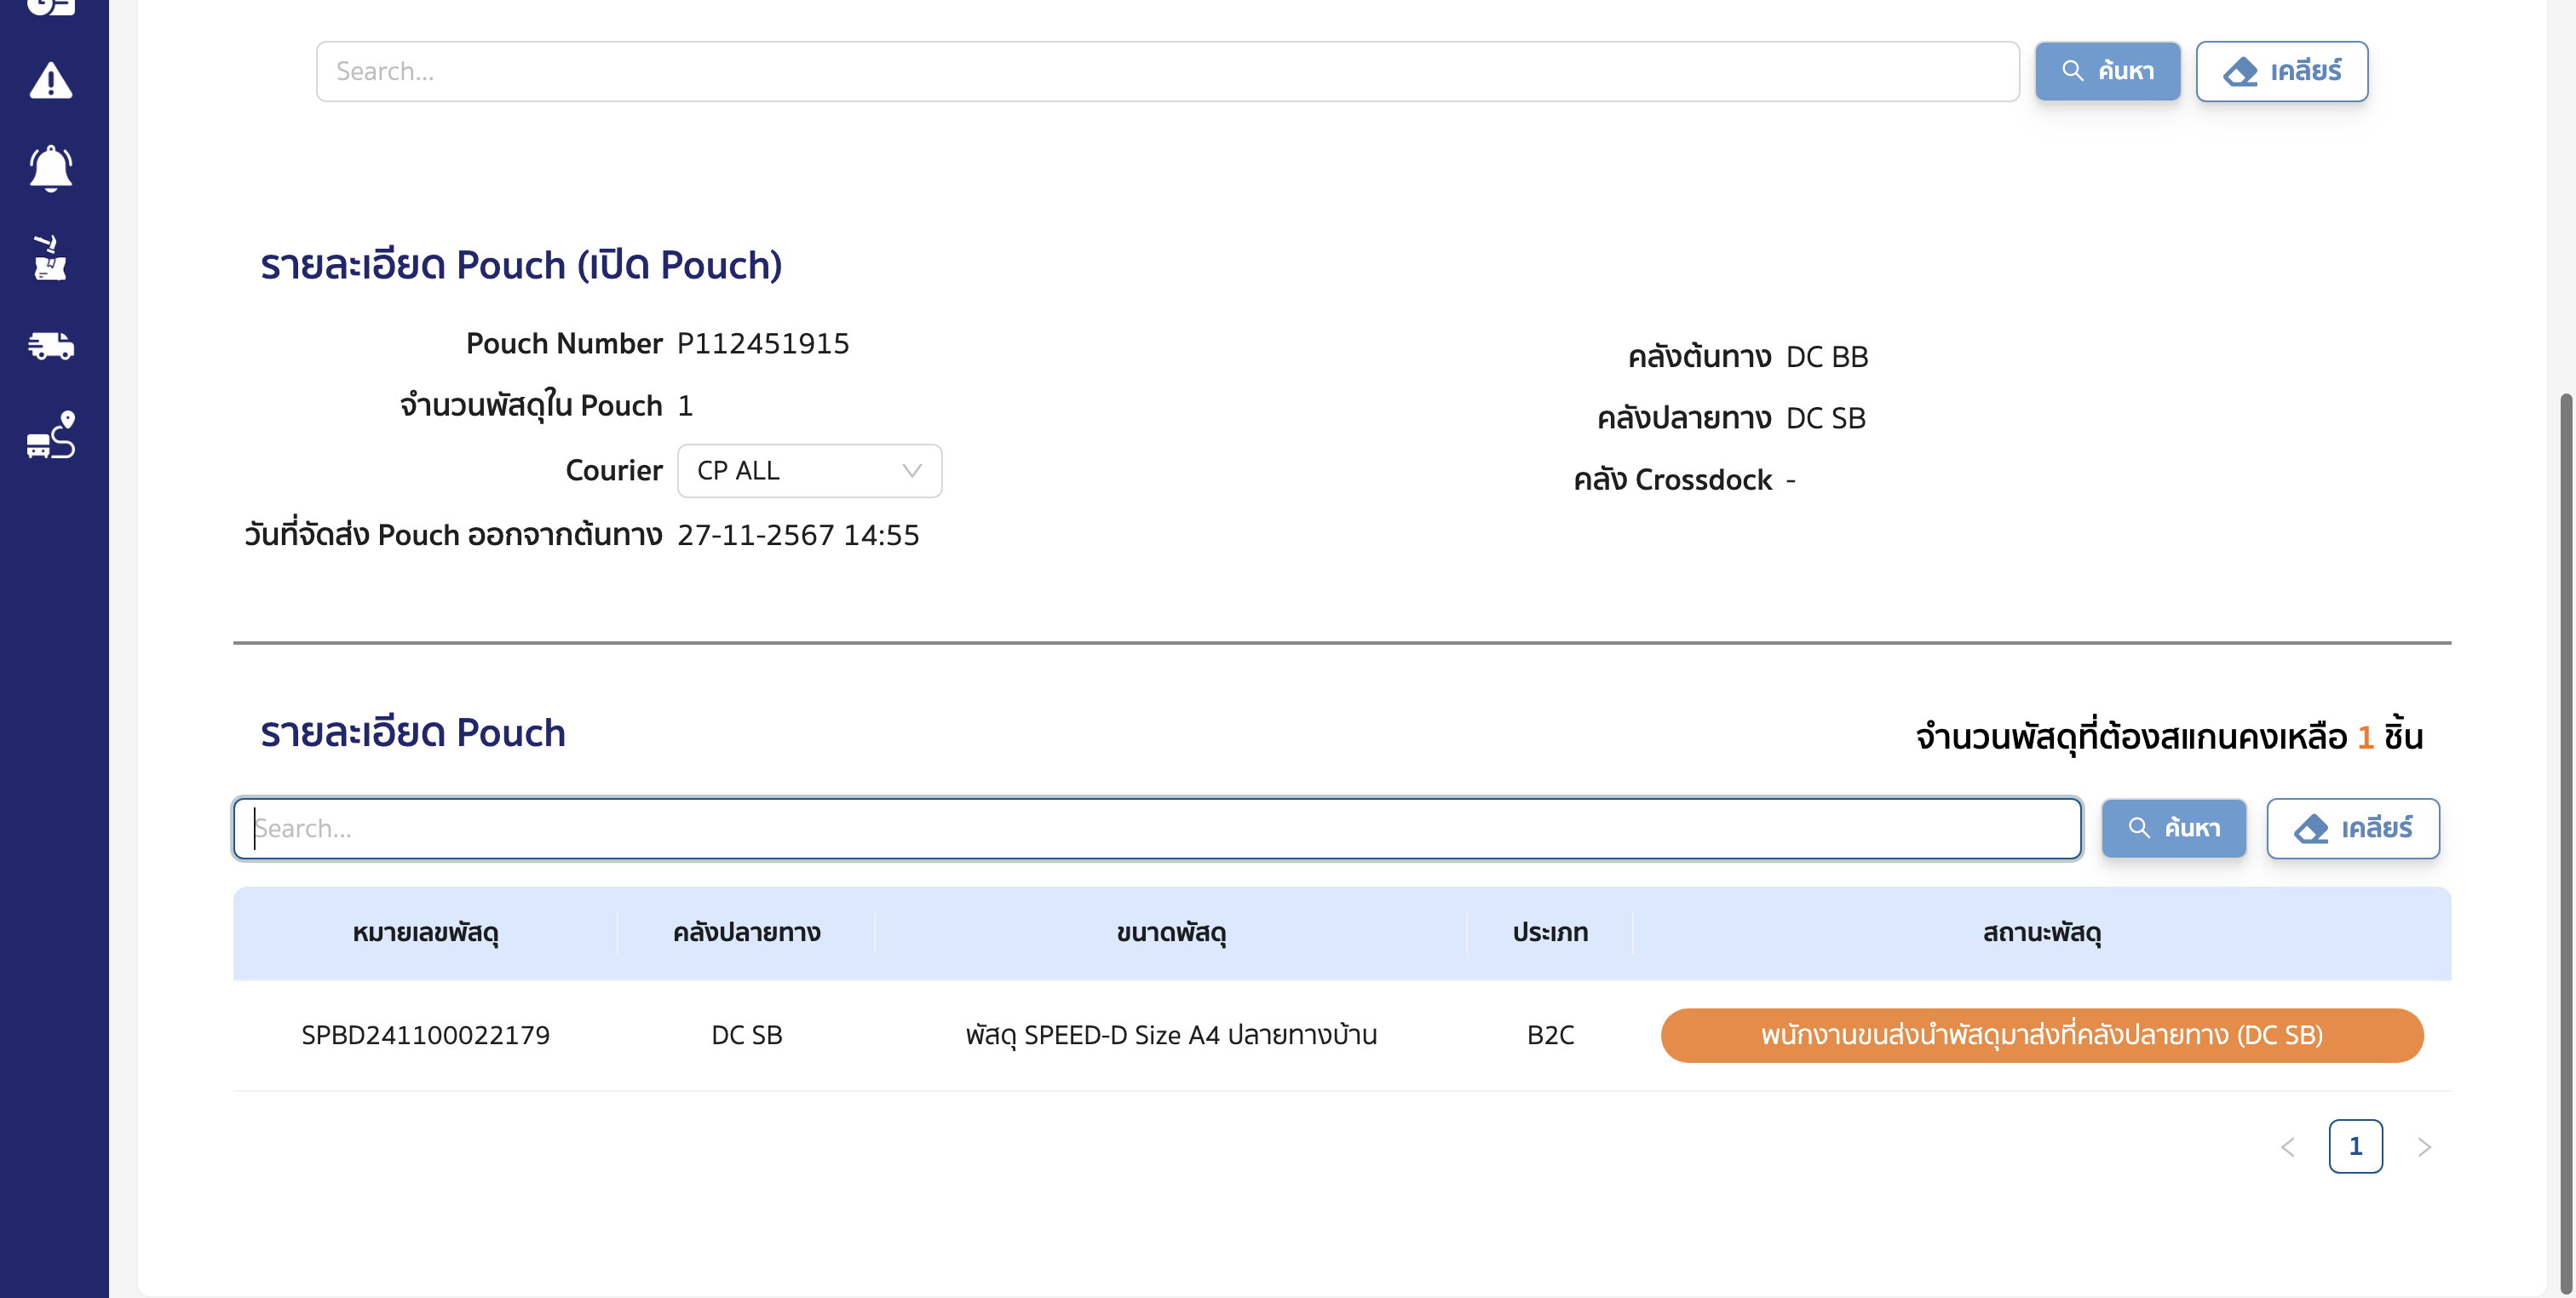 Search...
ค้นหา
เคลียร์
รายละเอียด Pouch (เปิด Pouch)
Pouch Number P112451915
จำนวนพัสดุใน Pouch 1
Courier CP ALL
วันที่จัดส่ง Pouch ออกจากต้นทาง 27-11-2567 14:55
คลังต้นทาง DC BB
คลังปลายทาง DC SB
คลัง Crossdock -
รายละเอียด Pouch
จำนวนพัสดุที่ต้องสแกนคงเหลือ 1 ชิ้น
Search...
ค้นหา
เคลียร์
หมายเลขพัสดุ คลังปลายทาง ขนาดพัสดุ ประเภท สถานะพัสดุ
SPBD241100022179 DC SB พัสดุ SPEED-D Size A4 ปลายทางบ้าน B2C พนักงานขนส่งนำพัสดุมาส่งที่คลังปลายทาง (DC SB)
1